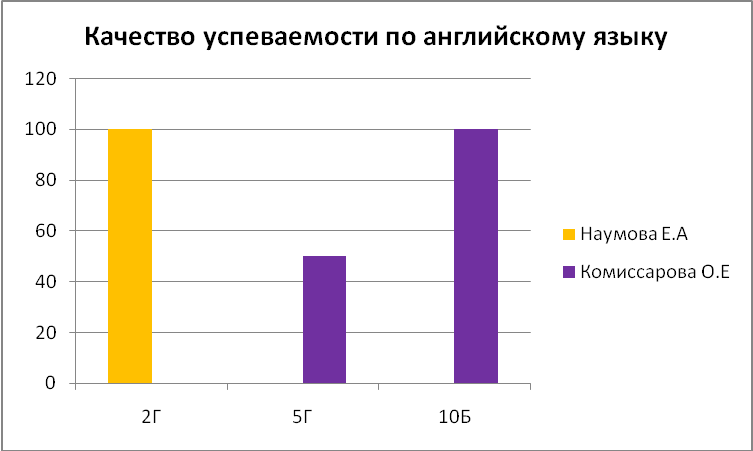 Качество успеваемости по английскому языку
120
100
80
60
40
20
0
2Г
5Г
10Б
Наумова Е.А
Комиссарова О.Е